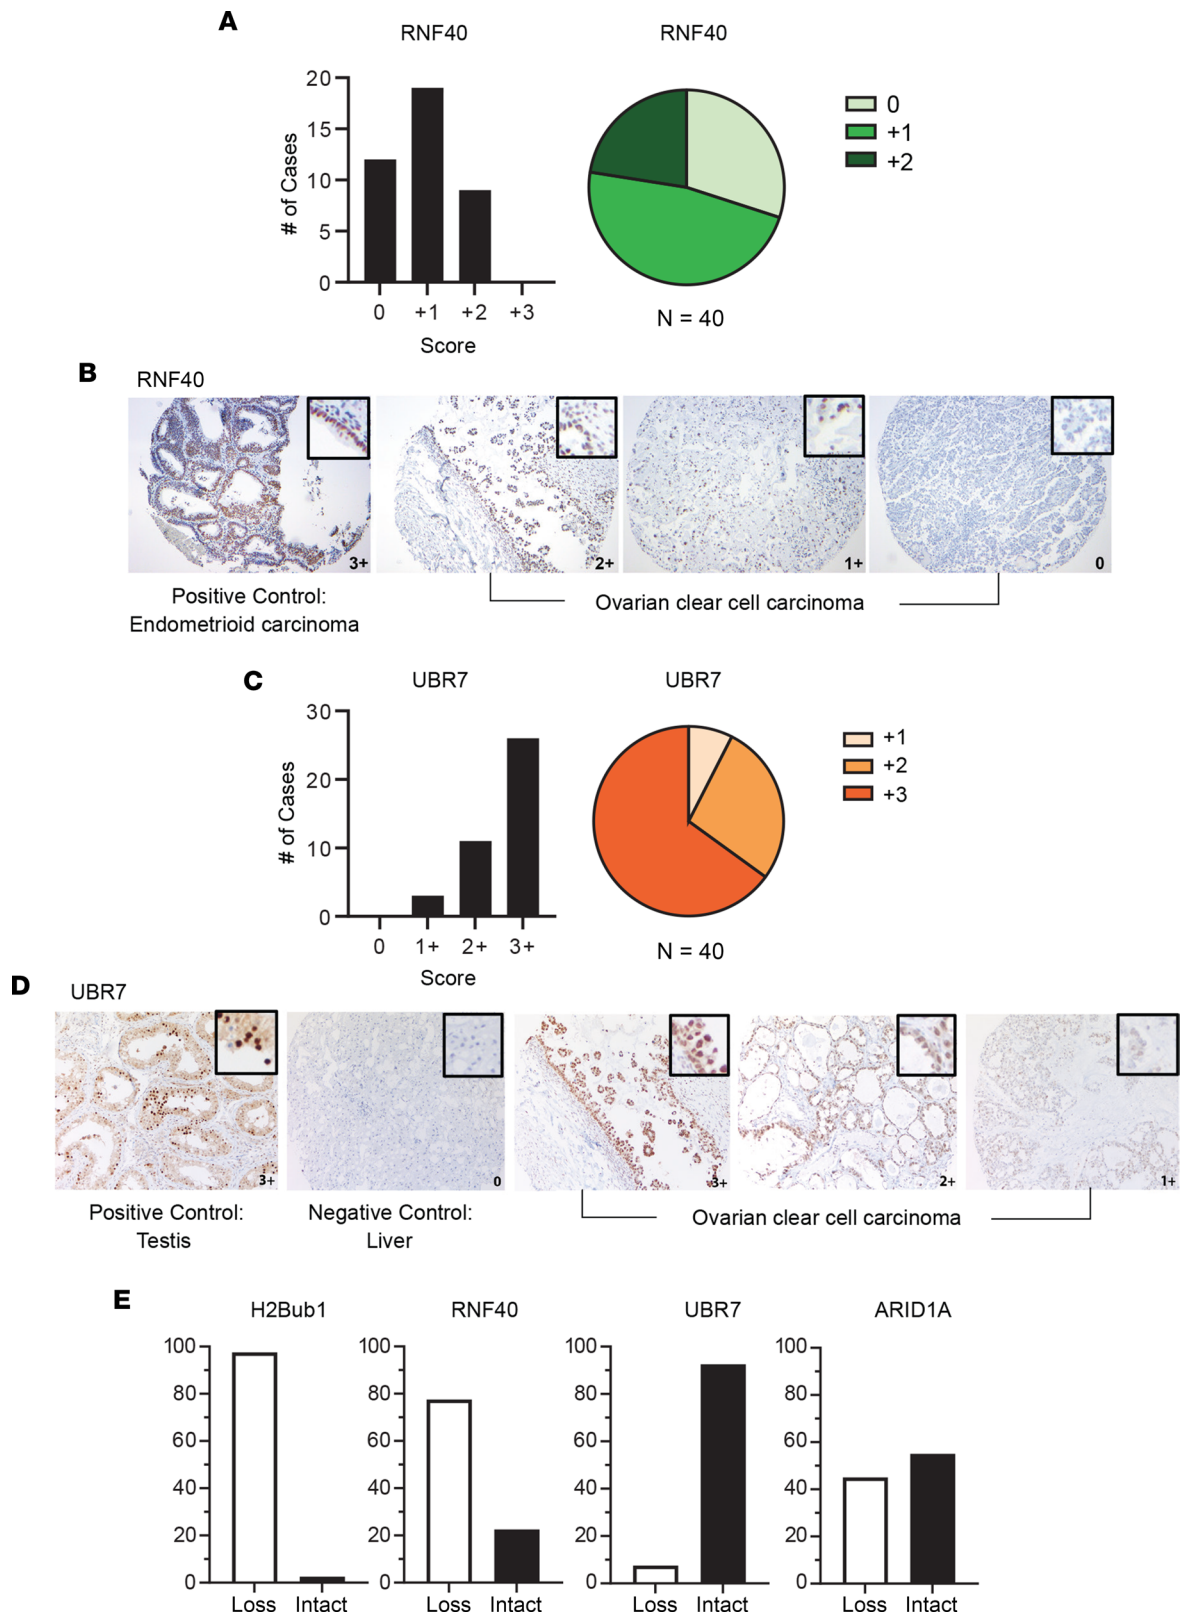 A
RNF40
RNF40
20
15
10
5
0
# of Cases
0 +1 +2 +3
Score
0
+1
+2
N = 40
B
RNF40
3+
2+
1+
0
Positive Control:
Endometrioid carcinoma
Ovarian clear cell carcinoma
C
UBR7
UBR7
30
20
10
0
# of Cases
0 1+ 2+ 3+
Score
+1
+2
+3
N = 40
D
UBR7
3+
0
3+
2+
1+
Positive Control:
Testis
Negative Control:
Liver
Ovarian clear cell carcinoma
E
H2Bub1
100
80
60
40
20
0
Loss Intact
RNF40
100
80
60
40
20
0
Loss Intact
UBR7
100
80
60
40
20
0
Loss Intact
ARID1A
100
80
60
40
20
0
Loss Intact